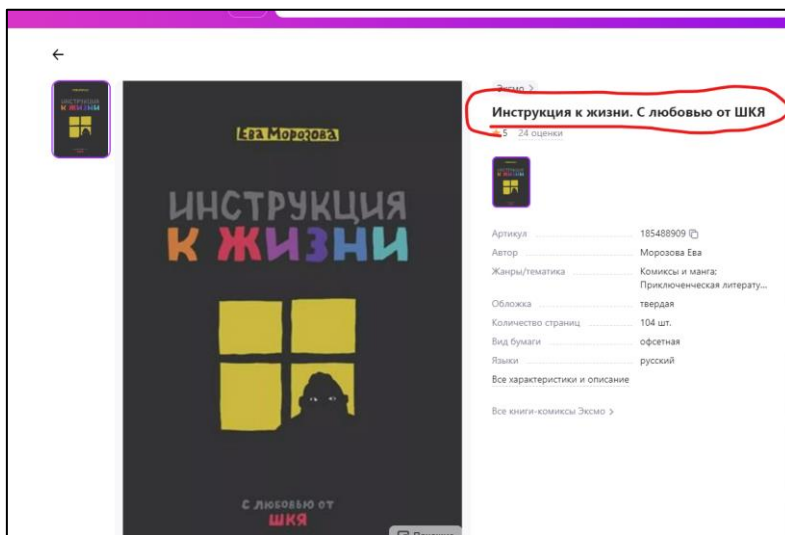 Ева Морозова
ИНСТРУКЦИЯ
К ЖИЗНИ
С ЛЮБОВЬЮ ОТ
ШКЯ
Эксмо >
Инструкция к жизни. С любовью от ШКЯ
5 24 оценки
Артикул 185488909
Автор Морозова Ева
Жанры/тематика Комиксы и манга;
Приключенческая литерату...
Обложка твердая
Количество страниц 104 шт.
Вид бумаги офсетная
Языки русский
Все характеристики и описание
Все книги-комиксы Эксмо >